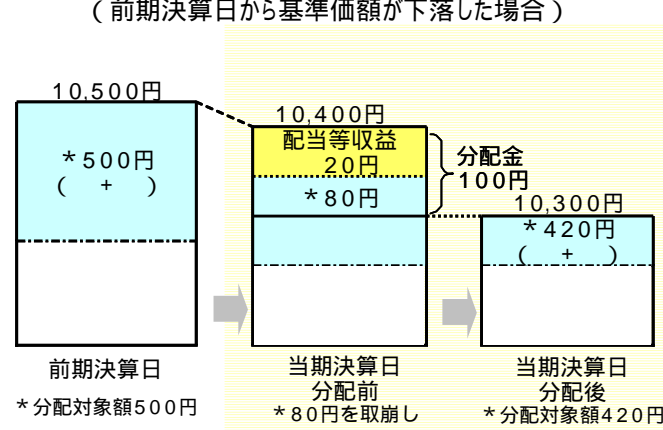 (前期決算日から基準価額が下落した場合)
10,500円
*500円
( + )
前期決算日
*分配対象額500円
10,400円
配当等収益
20円
*80円
分配金
100円
当期決算日
分配前
*80円を取崩し
10,300円
*420円
( + )
当期決算日
分配後
*分配対象額420円